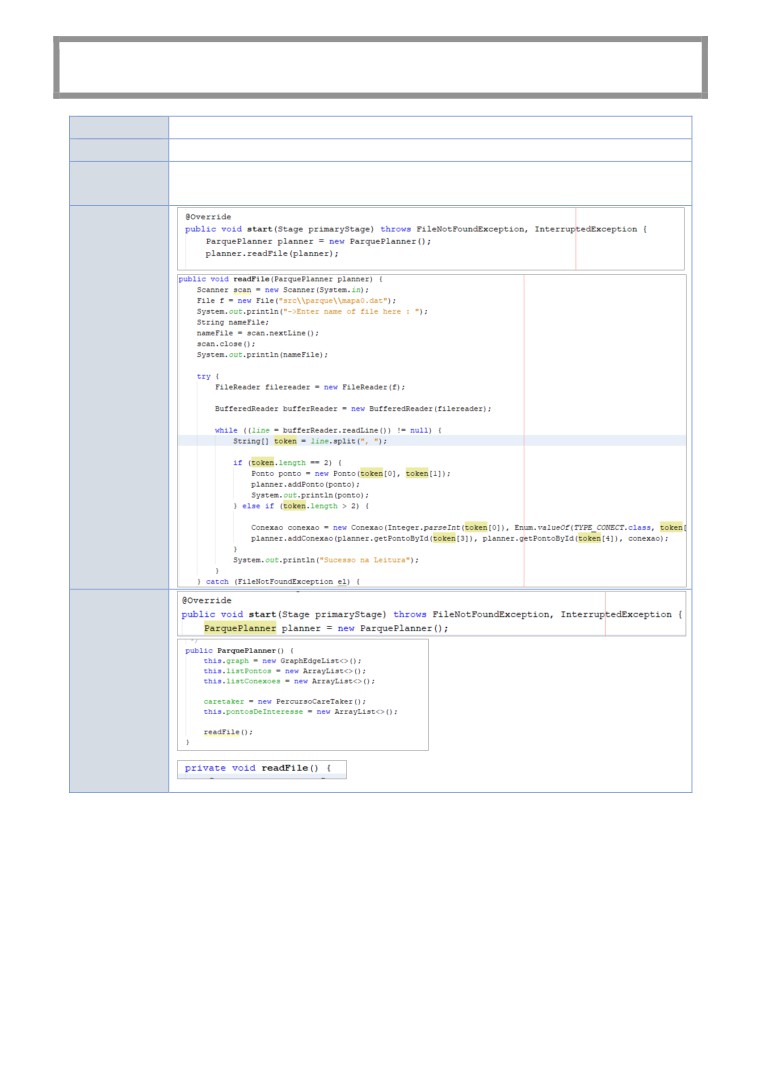 @Override
public void start(Stage primaryStage) throws FileNotFoundException, InterruptedException {
ParquePlanner planner = new ParquePlanner();
planner.readFile(planner);
public void readFile(ParquePlanner planner) {
Scanner scan = new Scanner(System.in);
File f = new File("src\\parque\\mapa0.dat");
System.out.println("->Enter name of file here : ");
String nameFile;
nameFile = scan.nextLine();
scan.close();
System.out.println(nameFile);
try {
FileReader filereader = new FileReader(f);
BufferedReader bufferReader = new BufferedReader(filereader);
while ((line = bufferReader.readLine()) != null) {
String[] token = line.split(", ");
if (token.length == 2) {
Ponto ponto = new Ponto(token[0], token[1]);
planner.addPonto(ponto);
System.out.println(ponto);
} else if (token.length > 2) {
Conexao conexao = new Conexao(Integer.parseInt(token[0]), Enum.valueOf(TYPE_CONECT.class, token[
planner.addConexao(planner.getPontoById(token[3]), planner.getPontoById(token[4]), conexao);
}
System.out.println("Sucesso na Leitura");
}
} catch (FileNotFoundException e1) {
@Override
public void start(Stage primaryStage) throws FileNotFoundException, InterruptedException {
ParquePlanner planner = new ParquePlanner();
public ParquePlanner() {
this.graph = new GraphEdgeList<>();
this.listPontos = new ArrayList<>();
this.listConexoes = new ArrayList<>();
caretaker = new PercursoCareTaker();
this.pontosDeInteresse = new ArrayList<>();
readFile();
}
private void readFile() {